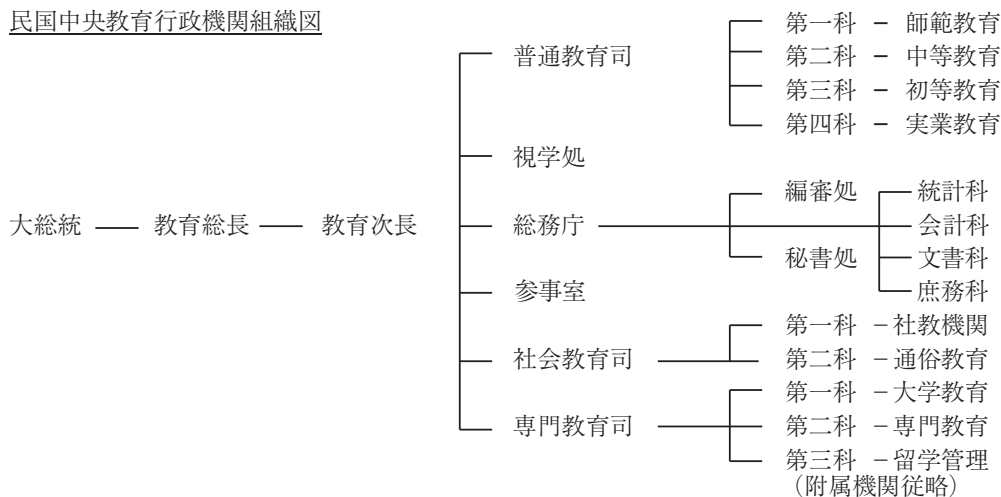 民国中央教育行政機関組織図
第一科 － 師範教育
普通教育司 第二科 － 中等教育
第三科 － 初等教育
第四科 － 実業教育
視学処
編審処 統計科
大総統 教育総長 教育次長 総務庁 会計科
秘書処 文書科
参事室 庶務科
第一科 －社教機関
社会教育司 第二科 －通俗教育
第一科 －大学教育
専門教育司 第二科 －専門教育
第三科 －留学管理
（附属機関従略）